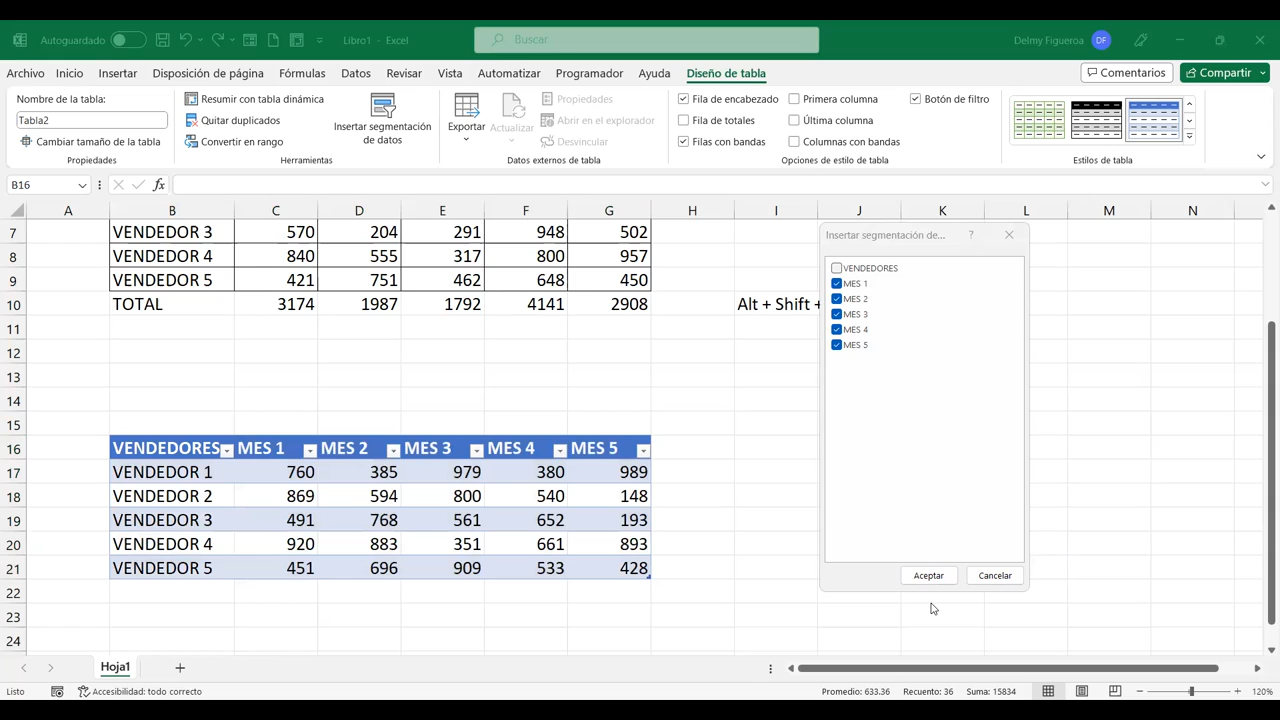 Autoguardado
Libro1 - Excel
Buscar
Delmy Figueroa
DF
Archivo Inicio Insertar Disposición de página Fórmulas Datos Revisar Vista Automatizar Programador Ayuda Diseño de tabla
Comentarios
Compartir
Nombre de la tabla:
Tabla2
Cambiar tamaño de la tabla
Propiedades
Resumir con tabla dinámica
Quitar duplicados
Convertir en rango
Insertar segmentación
de datos
Herramientas
Exportar
Actualizar
Propiedades
Abrir en el explorador
Desvincular
Datos externos de tabla
Fila de encabezado
Fila de totales
Filas con bandas
Primera columna
Última columna
Columnas con bandas
Botón de filtro
Opciones de estilo de tabla
Estilos de tabla
B16
fx
A B C D E F G H I J K L M N
7 VENDEDOR 3 570 204 291 948 502
8 VENDEDOR 4 840 555 317 800 957
9 VENDEDOR 5 421 751 462 648 450
10 TOTAL 3174 1987 1792 4141 2908 Alt + Shift +
11
12
13
14
15
16 VENDEDORES MES 1 MES 2 MES 3 MES 4 MES 5
17 VENDEDOR 1 760 385 979 380 989
18 VENDEDOR 2 869 594 800 540 148
19 VENDEDOR 3 491 768 561 652 193
20 VENDEDOR 4 920 883 351 661 893
21 VENDEDOR 5 451 696 909 533 428
22
23
24
Insertar segmentación de... ?
VENDEDORES
MES 1
MES 2
MES 3
MES 4
MES 5
Aceptar Cancelar
Hoja1
Listo
Accesibilidad: todo correcto
Promedio: 633.36 Recuento: 36 Suma: 15834
120%